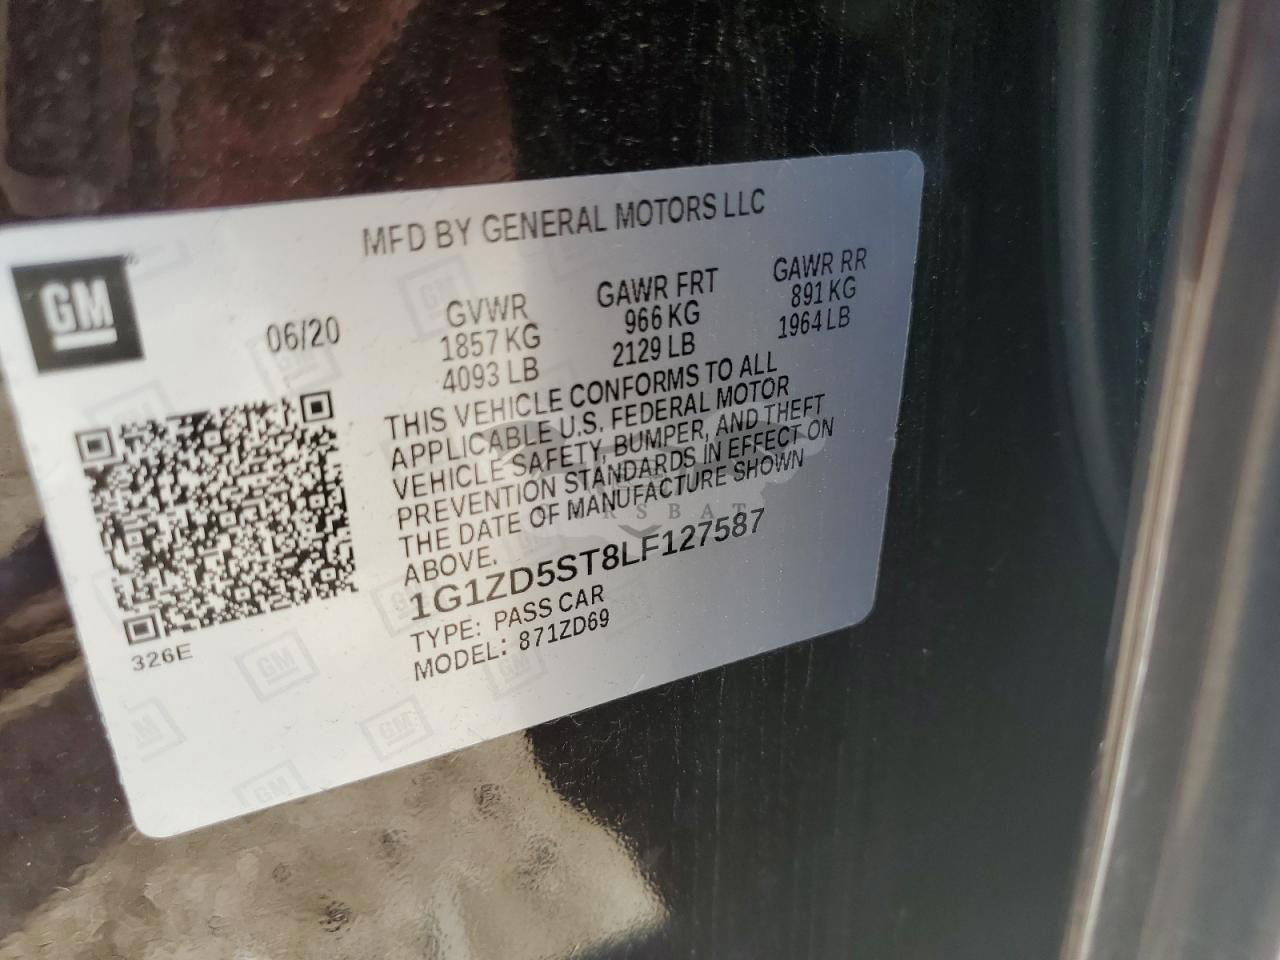 MFD BY GENERAL MOTORS LLC
GM
06/20
GVWR
1857 KG
4093 LB
GAWR FRT
966 KG
2129 LB
GAWR RR
891 KG
1964 LB
THIS VEHICLE CONFORMS TO ALL
APPLICABLE U.S. FEDERAL MOTOR
VEHICLE SAFETY, BUMPER, AND THEFT
PREVENTION STANDARDS IN EFFECT ON
THE DATE OF MANUFACTURE SHOWN
ABOVE.
1G1ZD5ST8LF127587
TYPE: PASS CAR
MODEL: 871ZD69
326E